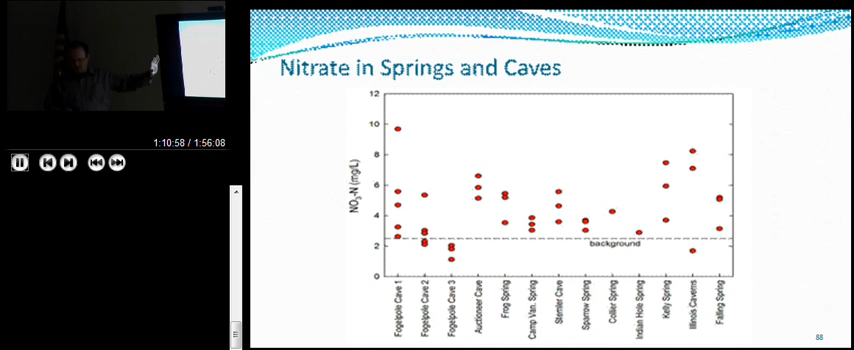 1:10:58 / 1:56:08
Nitrate in Springs and Caves
12
10
8
6
4
2
0
NO3-N (mg/L)
background
Fogelpole Cave 1
Fogelpole Cave 2
Fogelpole Cave 3
Auctioneer Cave
Frog Spring
Camp Van. Spring
Stemler Cave
Sparrow Spring
Collier Spring
Indian Hole Spring
Kelly Spring
Illinois Caverns
Falling Spring
88